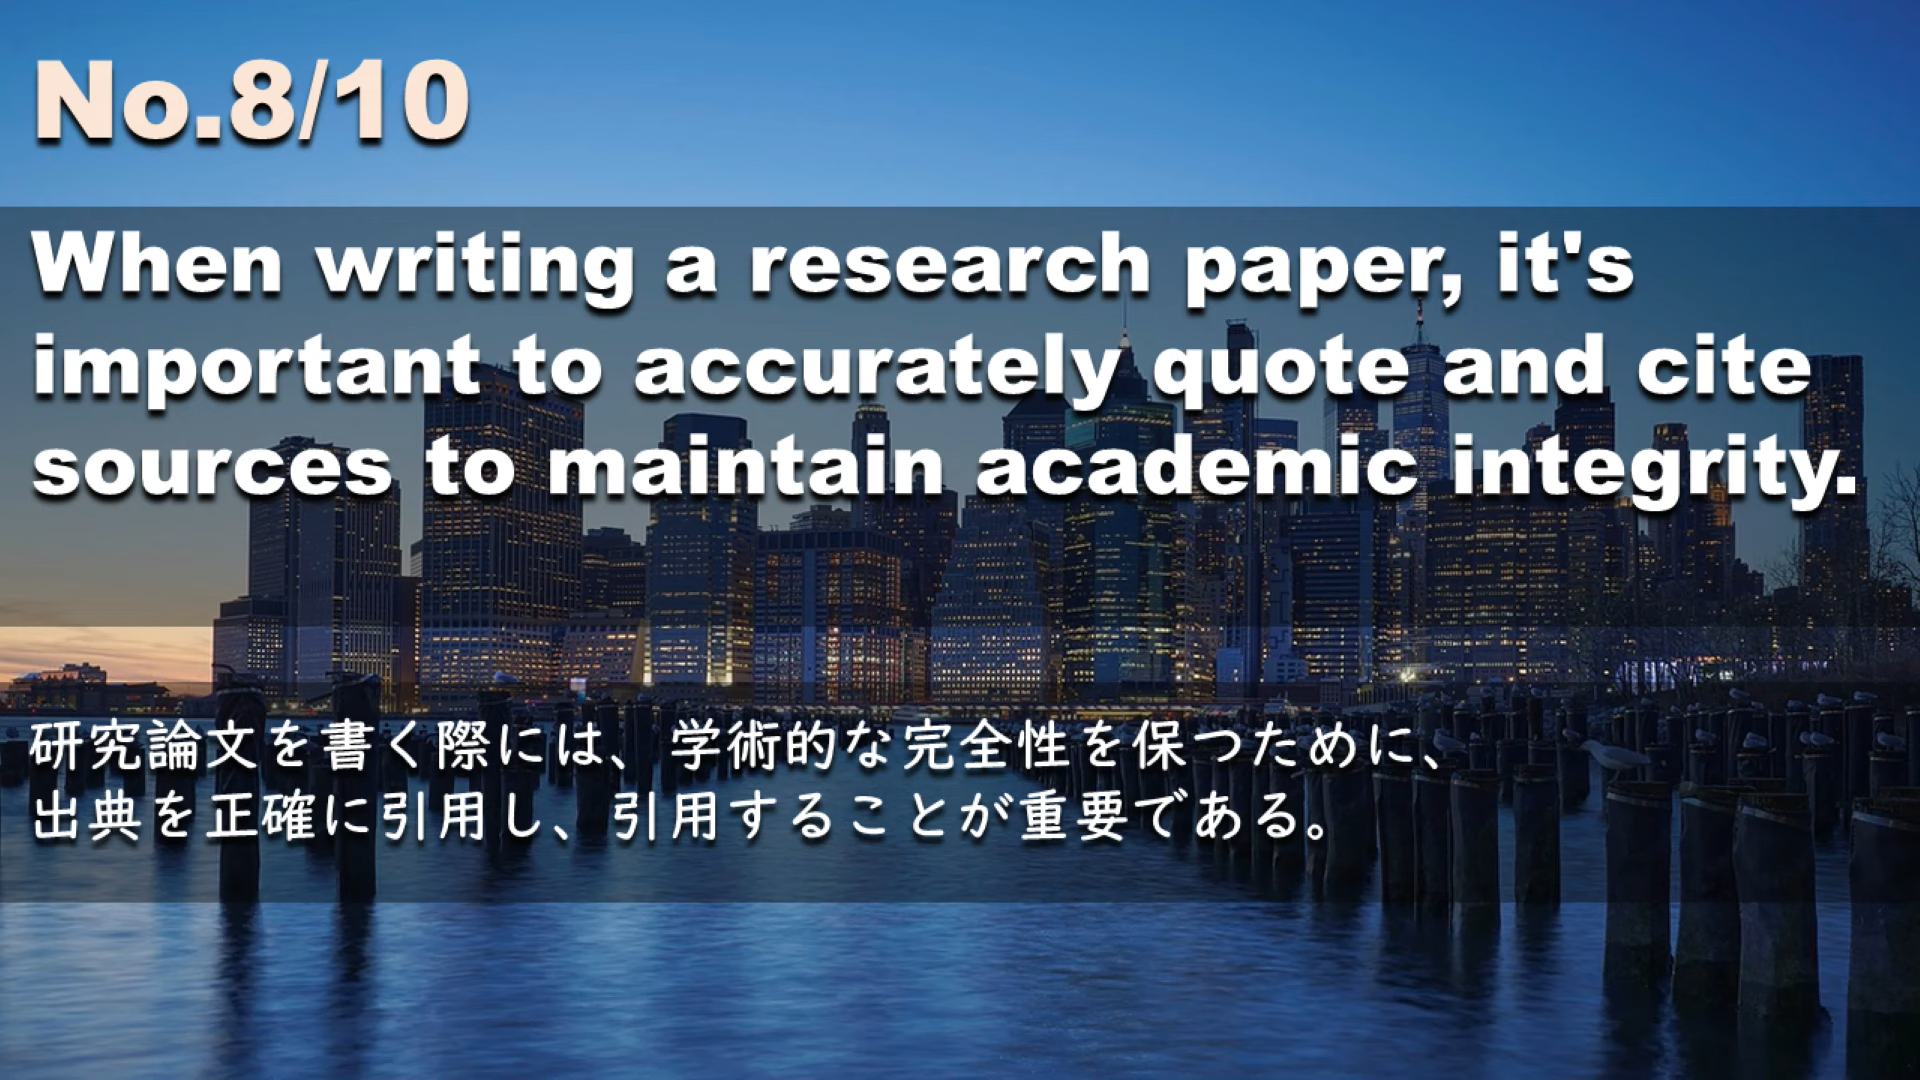 No.8/10
When writing a research paper, it's
important to accurately quote and cite
sources to maintain academic integrity.
研究論文を書く際には、学術的な完全性を保つために、
出典を正確に引用し、引用することが重要である。